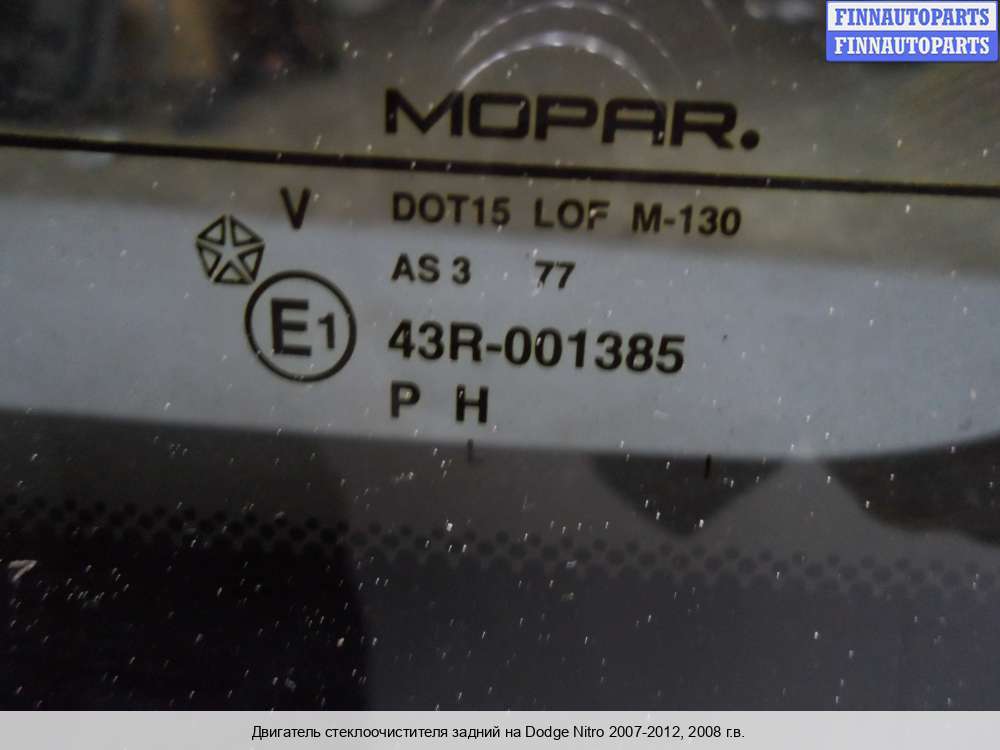 FINNAUTOPARTS
FINNAUTOPARTS
MOPAR.
V DOT15 LOF M-130
AS 3 77
E1 43R-001385
P H
Двигатель стеклоочистителя задний на Dodge Nitro 2007-2012, 2008 г.в.